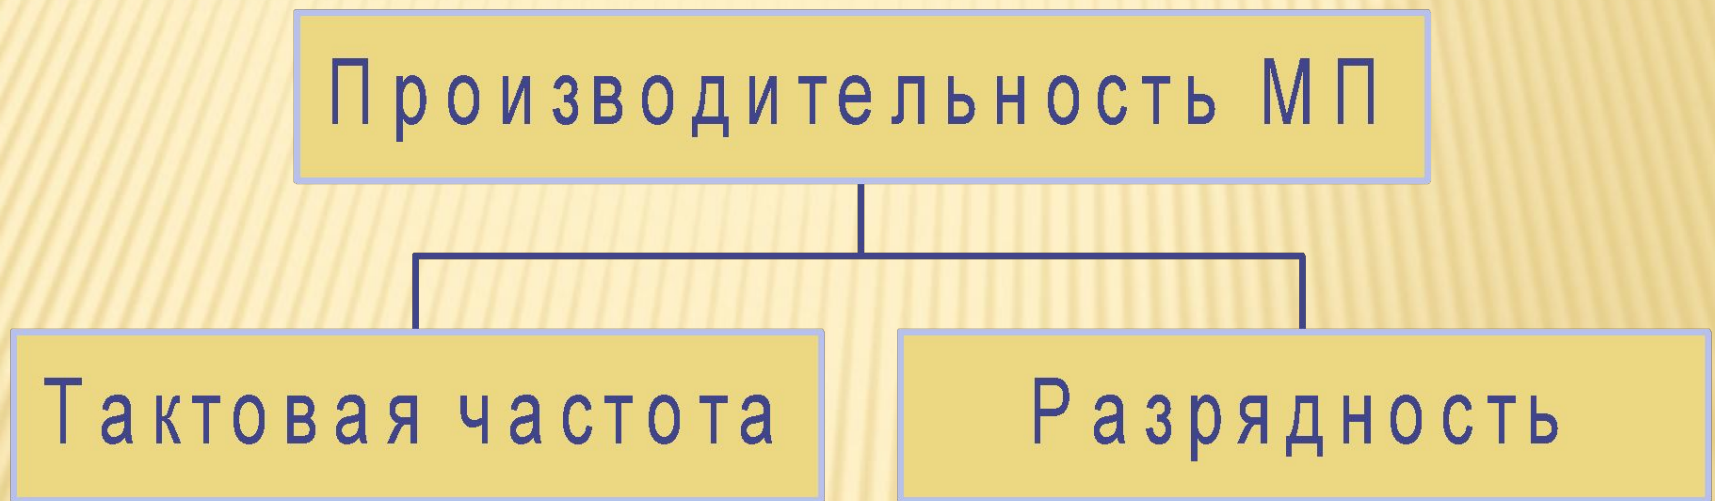 Производительность МП
Тактовая частота
Разрядность